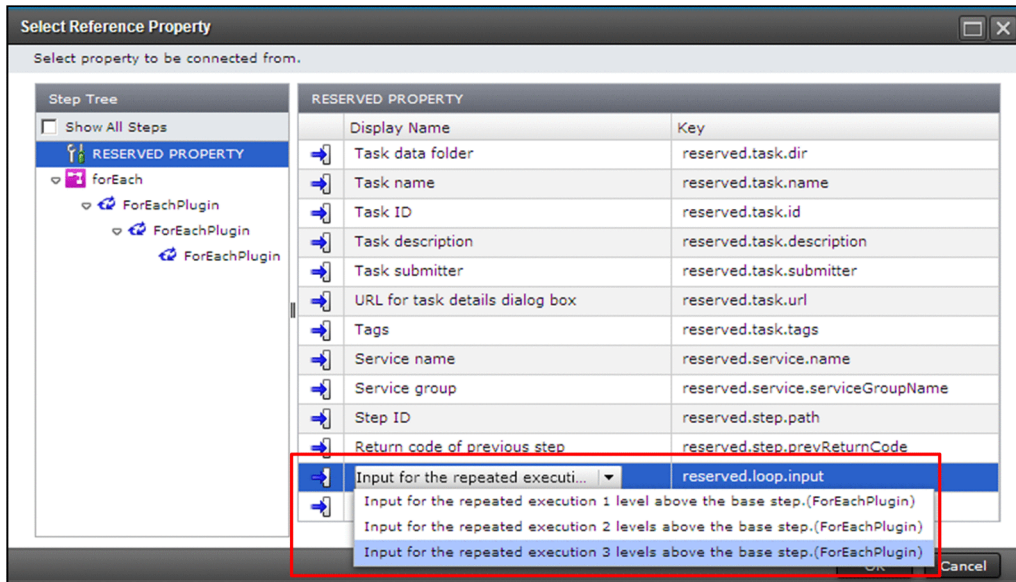 Select Reference Property
Select property to be connected from.
Step Tree
Show All Steps
RESERVED PROPERTY
forEach
ForEachPlugin
ForEachPlugin
ForEachPlugin
RESERVED PROPERTY
Display Name Key
Task data folder reserved.task.dir
Task name reserved.task.name
Task ID reserved.task.id
Task description reserved.task.description
Task submitter reserved.task.submitter
URL for task details dialog box reserved.task.url
Tags reserved.task.tags
Service name reserved.service.name
Service group reserved.service.serviceGroupName
Step ID reserved.step.path
Return code of previous step reserved.step.prevReturnCode
Input for the repeated executi... reserved.loop.input
Input for the repeated execution 1 level above the base step.(ForEachPlugin)
Input for the repeated execution 2 levels above the base step.(ForEachPlugin)
Input for the repeated execution 3 levels above the base step.(ForEachPlugin)
OK Cancel